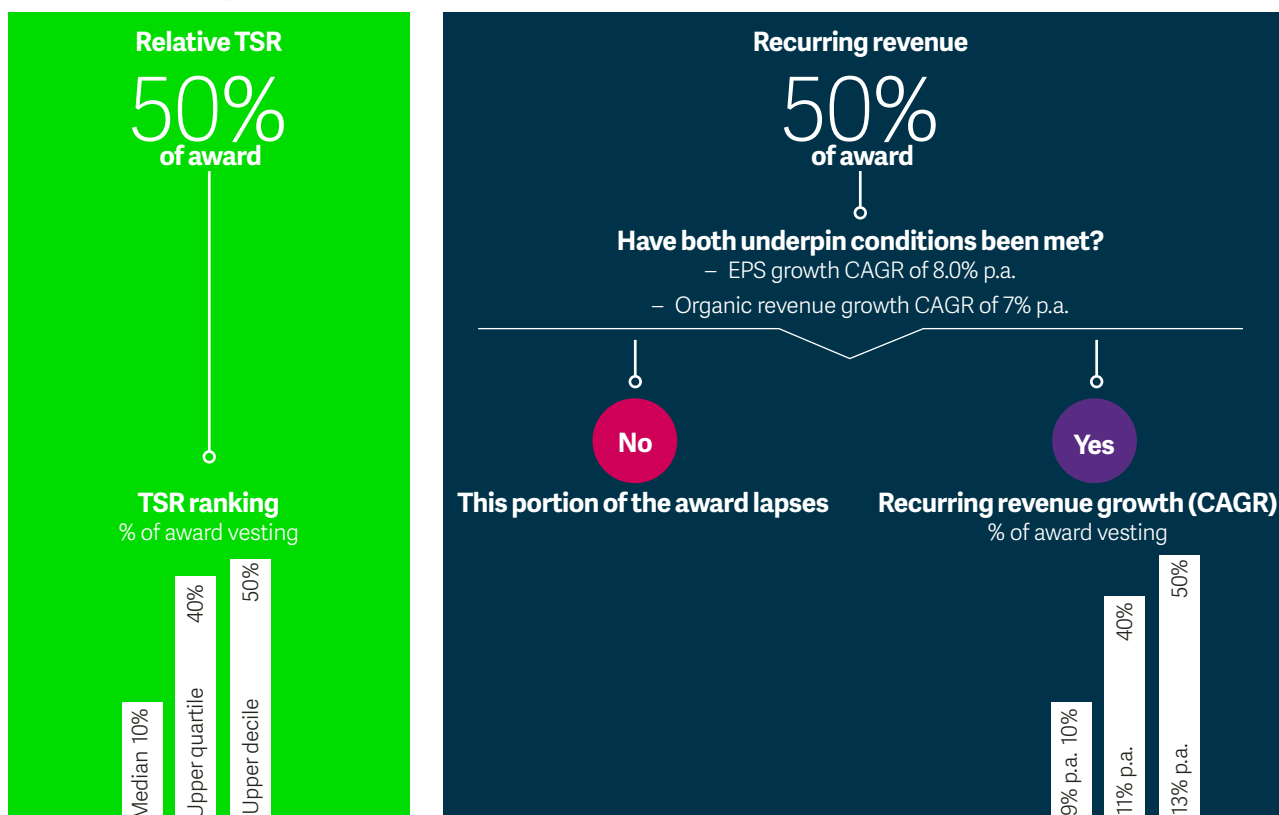 Relative TSR
50%
of award
TSR ranking
% of award vesting
Median 10%
Upper quartile 40%
Upper decile 50%
Recurring revenue
50%
of award
Have both underpin conditions been met?
– EPS growth CAGR of 8.0% p.a.
– Organic revenue growth CAGR of 7% p.a.
No
This portion of the award lapses
Yes
Recurring revenue growth (CAGR)
% of award vesting
9% p.a. 10%
11% p.a. 40%
13% p.a. 50%